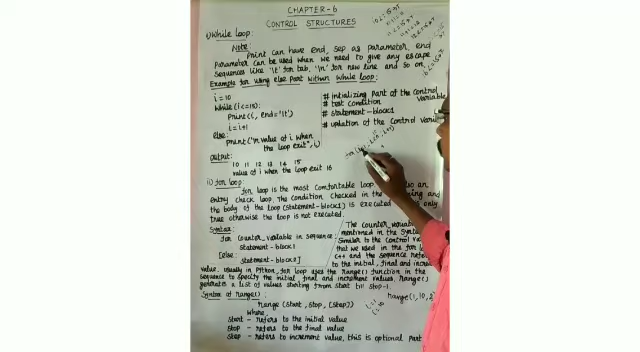 CHAPTER-6
CONTROL STRUCTURES
i) While loop:
Note:
print can have end, sep as parameter, end
parameter can be used when we need to give any escape
sequences like '\t' for tab, '\n' for new line and so on.
Example for using else part within while loop:
i = 10
while (i<=15):
print(i, end='\t')
i=i+1
else:
print("\n value of i when
the loop exit", i)
# initializing part of the control
variable
# test condition
# statement-block1
# updation of the control
Output:
10 11 12 13 14 15
value of i when the loop exit 16
ii) for loop:
for loop is the most comfortable loop. an
entry check loop. The condition checked in the and
the body of the loop (statement-block1) is executed only
true otherwise the loop is not executed.
Syntax:
for counter_variable in sequence:
statement-block1
[else:
statement-block2]
The counter_
mentioned in the
Similar to the control
that we used in the for
C++ and the sequence
to the initial, final and
value. Usually in Python, for loop uses the range() function in the
sequence to specify the initial, final and increment values. range()
generates a list of values starting from start till stop-1.
Syntax of range()
range (start, stop, [step])
where
start - refers to the initial value
stop - refers to the final value
step - refers to increment value, this is optional part
range(1,10,2